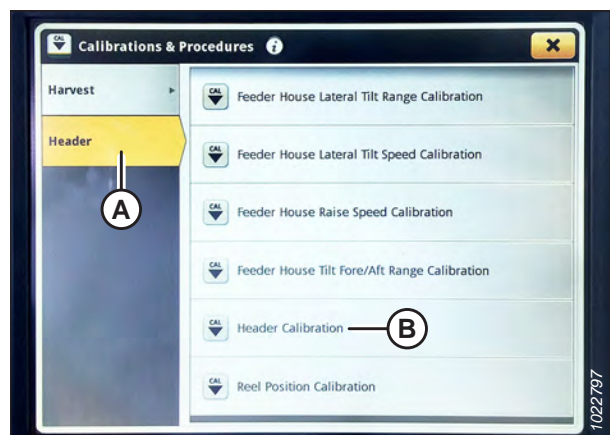 CAL
Calibrations & Procedures i
Harvest
Header
A
CAL
Feeder House Lateral Tilt Range Calibration
CAL
Feeder House Lateral Tilt Speed Calibration
CAL
Feeder House Raise Speed Calibration
CAL
Feeder House Tilt Fore/Aft Range Calibration
CAL
Header Calibration
B
CAL
Reel Position Calibration
1022797